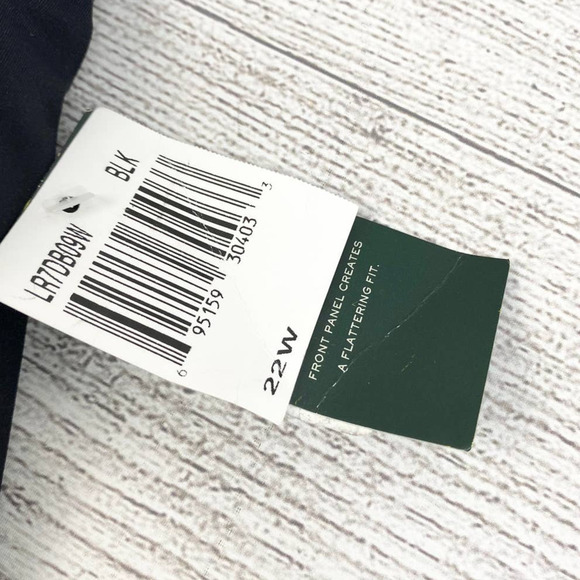 LR7DB09W
BLK
6 95159 30403 3
22W
FRONT PANEL CREATES
A FLATTERING FIT.